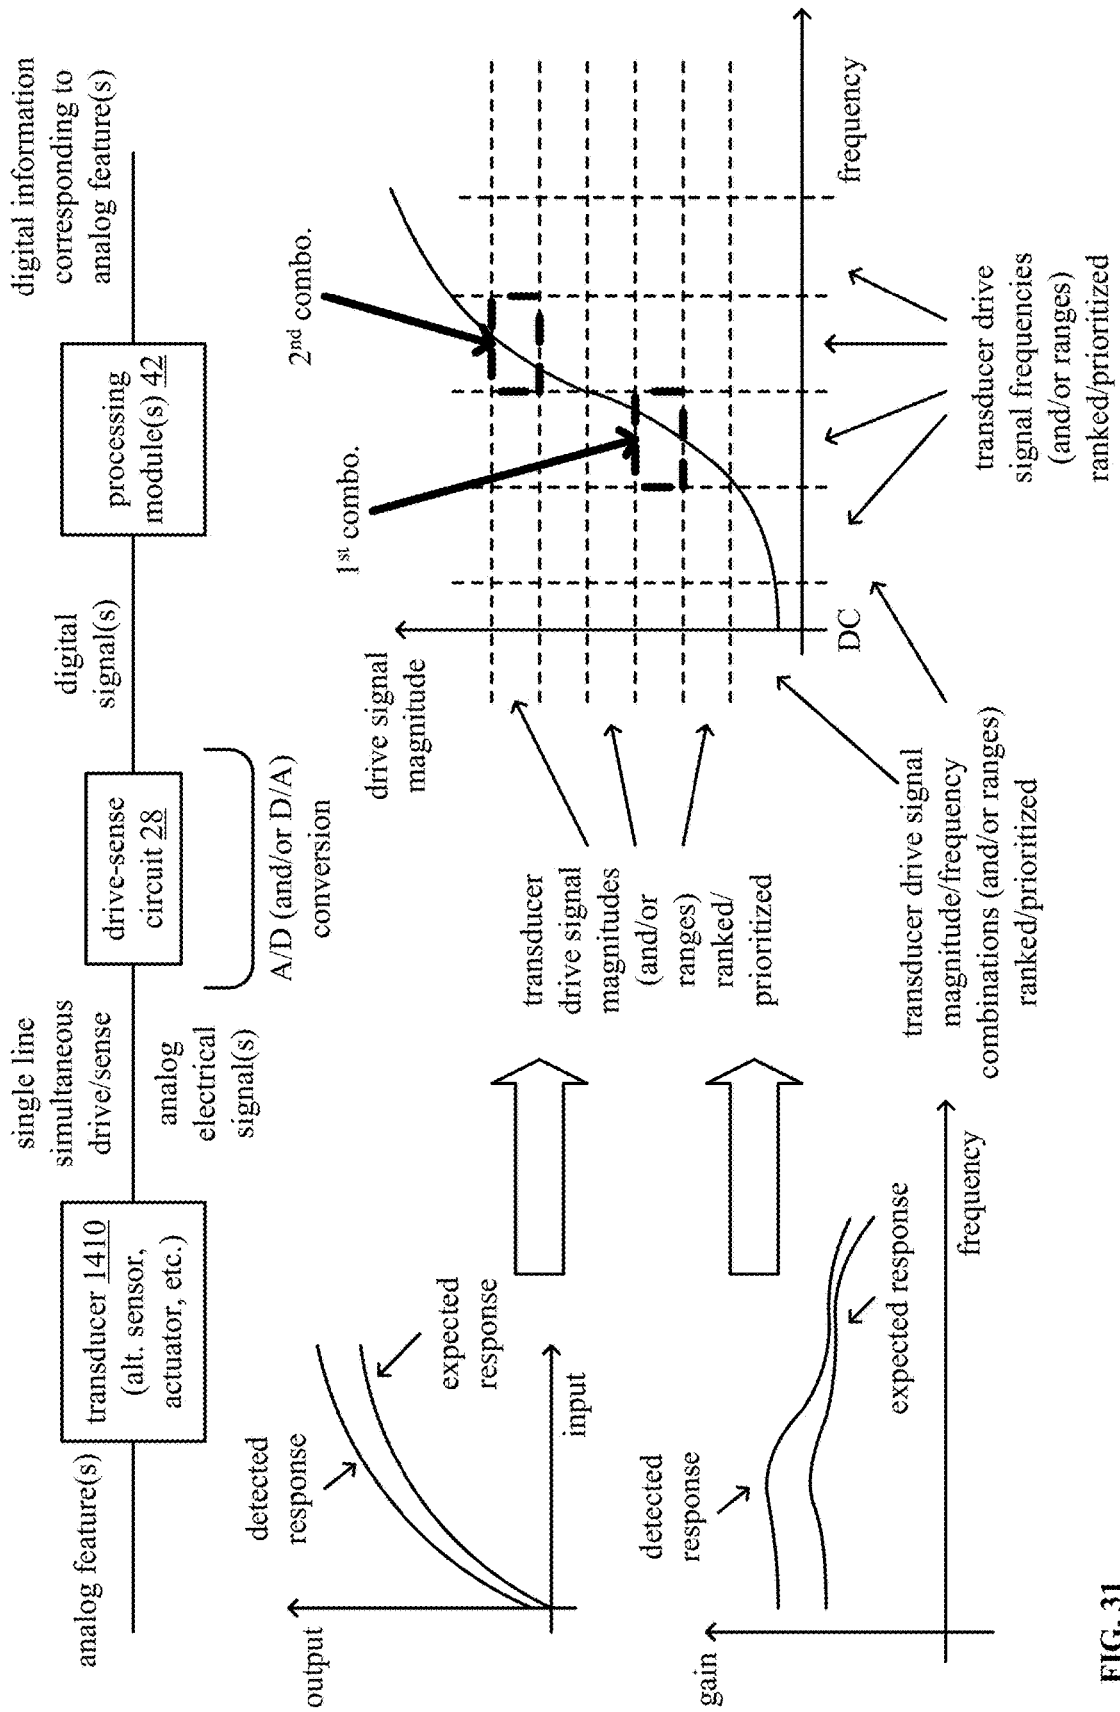 analog feature(s)
transducer 1410
(alt. sensor,
actuator, etc.)
single line
simultaneous
drive/sense
analog
electrical
signal(s)
drive-sense
circuit 28
A/D (and/or D/A)
conversion
digital
signal(s)
processing
module(s) 42
digital information
corresponding to
analog feature(s)
output
detected
response
expected
response
input
gain
detected
response
expected response
frequency
transducer
drive signal
magnitudes
(and/or
ranges)
ranked/
prioritized
drive signal
magnitude
1st combo.
2nd combo.
DC
frequency
transducer drive signal
magnitude/frequency
combinations (and/or ranges)
ranked/prioritized
transducer drive
signal frequencies
(and/or ranges)
ranked/prioritized
FIG. 31